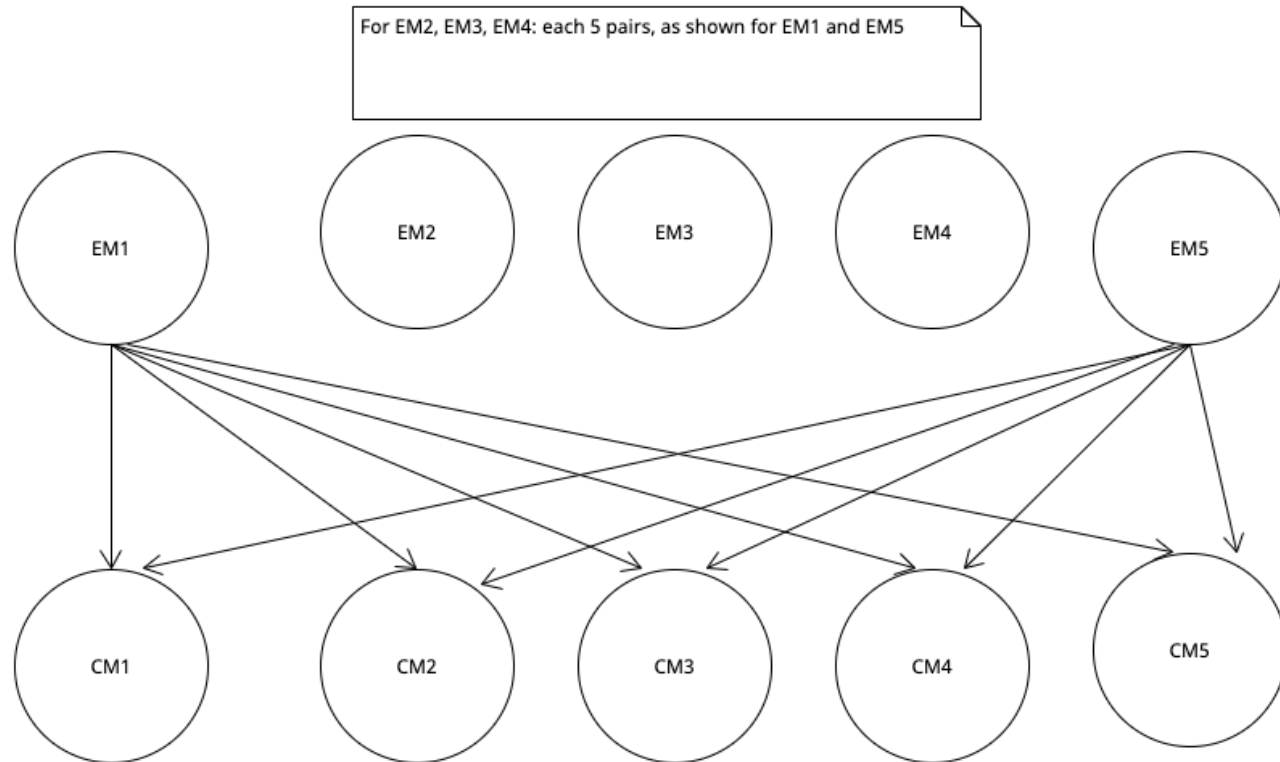 For EM2, EM3, EM4: each 5 pairs, as shown for EM1 and EM5
EM1
EM2
EM3
EM4
EM5
CM1
CM2
CM3
CM4
CM5